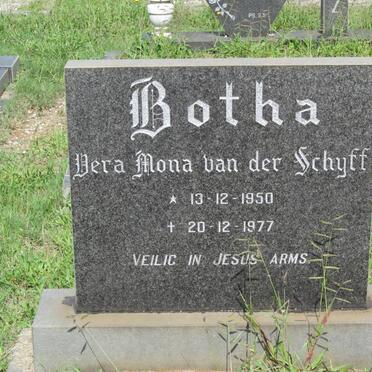 Botha
Vera Mona van der Schyff
* 13-12-1950
† 20-12-1977
VEILIG IN JESUS ARMS